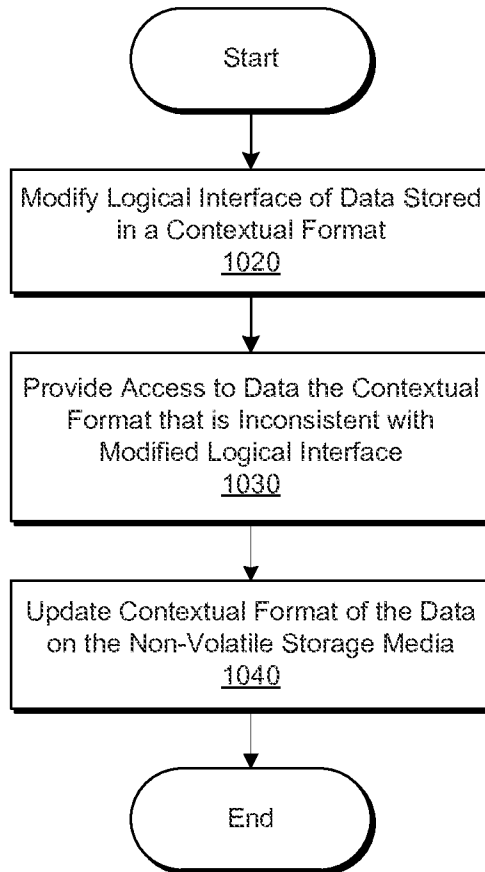 Start
Modify Logical Interface of Data Stored
in a Contextual Format
1020
Provide Access to Data the Contextual
Format that is Inconsistent with
Modified Logical Interface
1030
Update Contextual Format of the Data
on the Non-Volatile Storage Media
1040
End